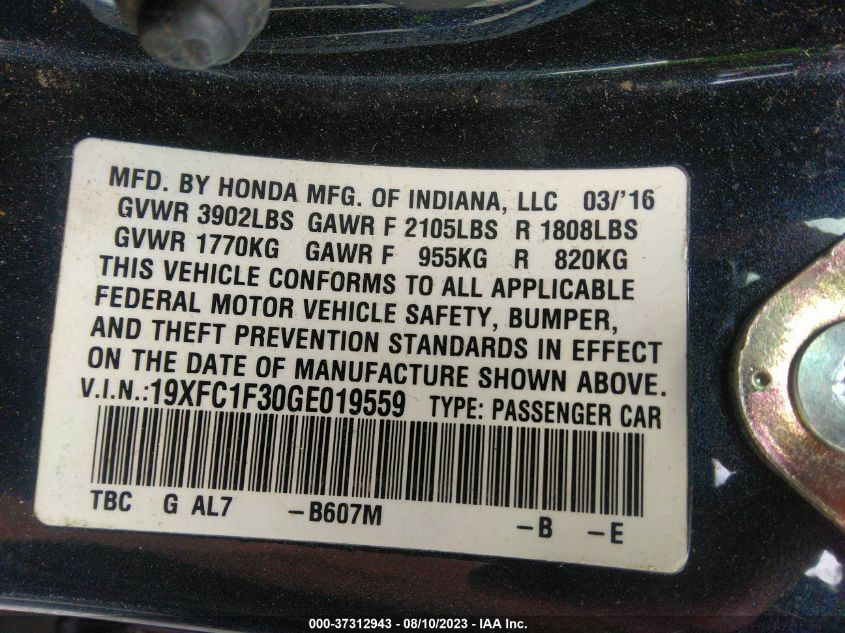 MFD. BY HONDA MFG. OF INDIANA, LLC 03/'16
GVWR 3902LBS GAWR F 2105LBS R 1808LBS
GVWR 1770KG GAWR F 955KG R 820KG
THIS VEHICLE CONFORMS TO ALL APPLICABLE
FEDERAL MOTOR VEHICLE SAFETY, BUMPER,
AND THEFT PREVENTION STANDARDS IN EFFECT
ON THE DATE OF MANUFACTURE SHOWN ABOVE.
V.I.N.:19XFC1F30GE019559 TYPE: PASSENGER CAR
TBC G AL7 –B607M –B –E
000-37312943 - 08/10/2023 - IAA Inc.